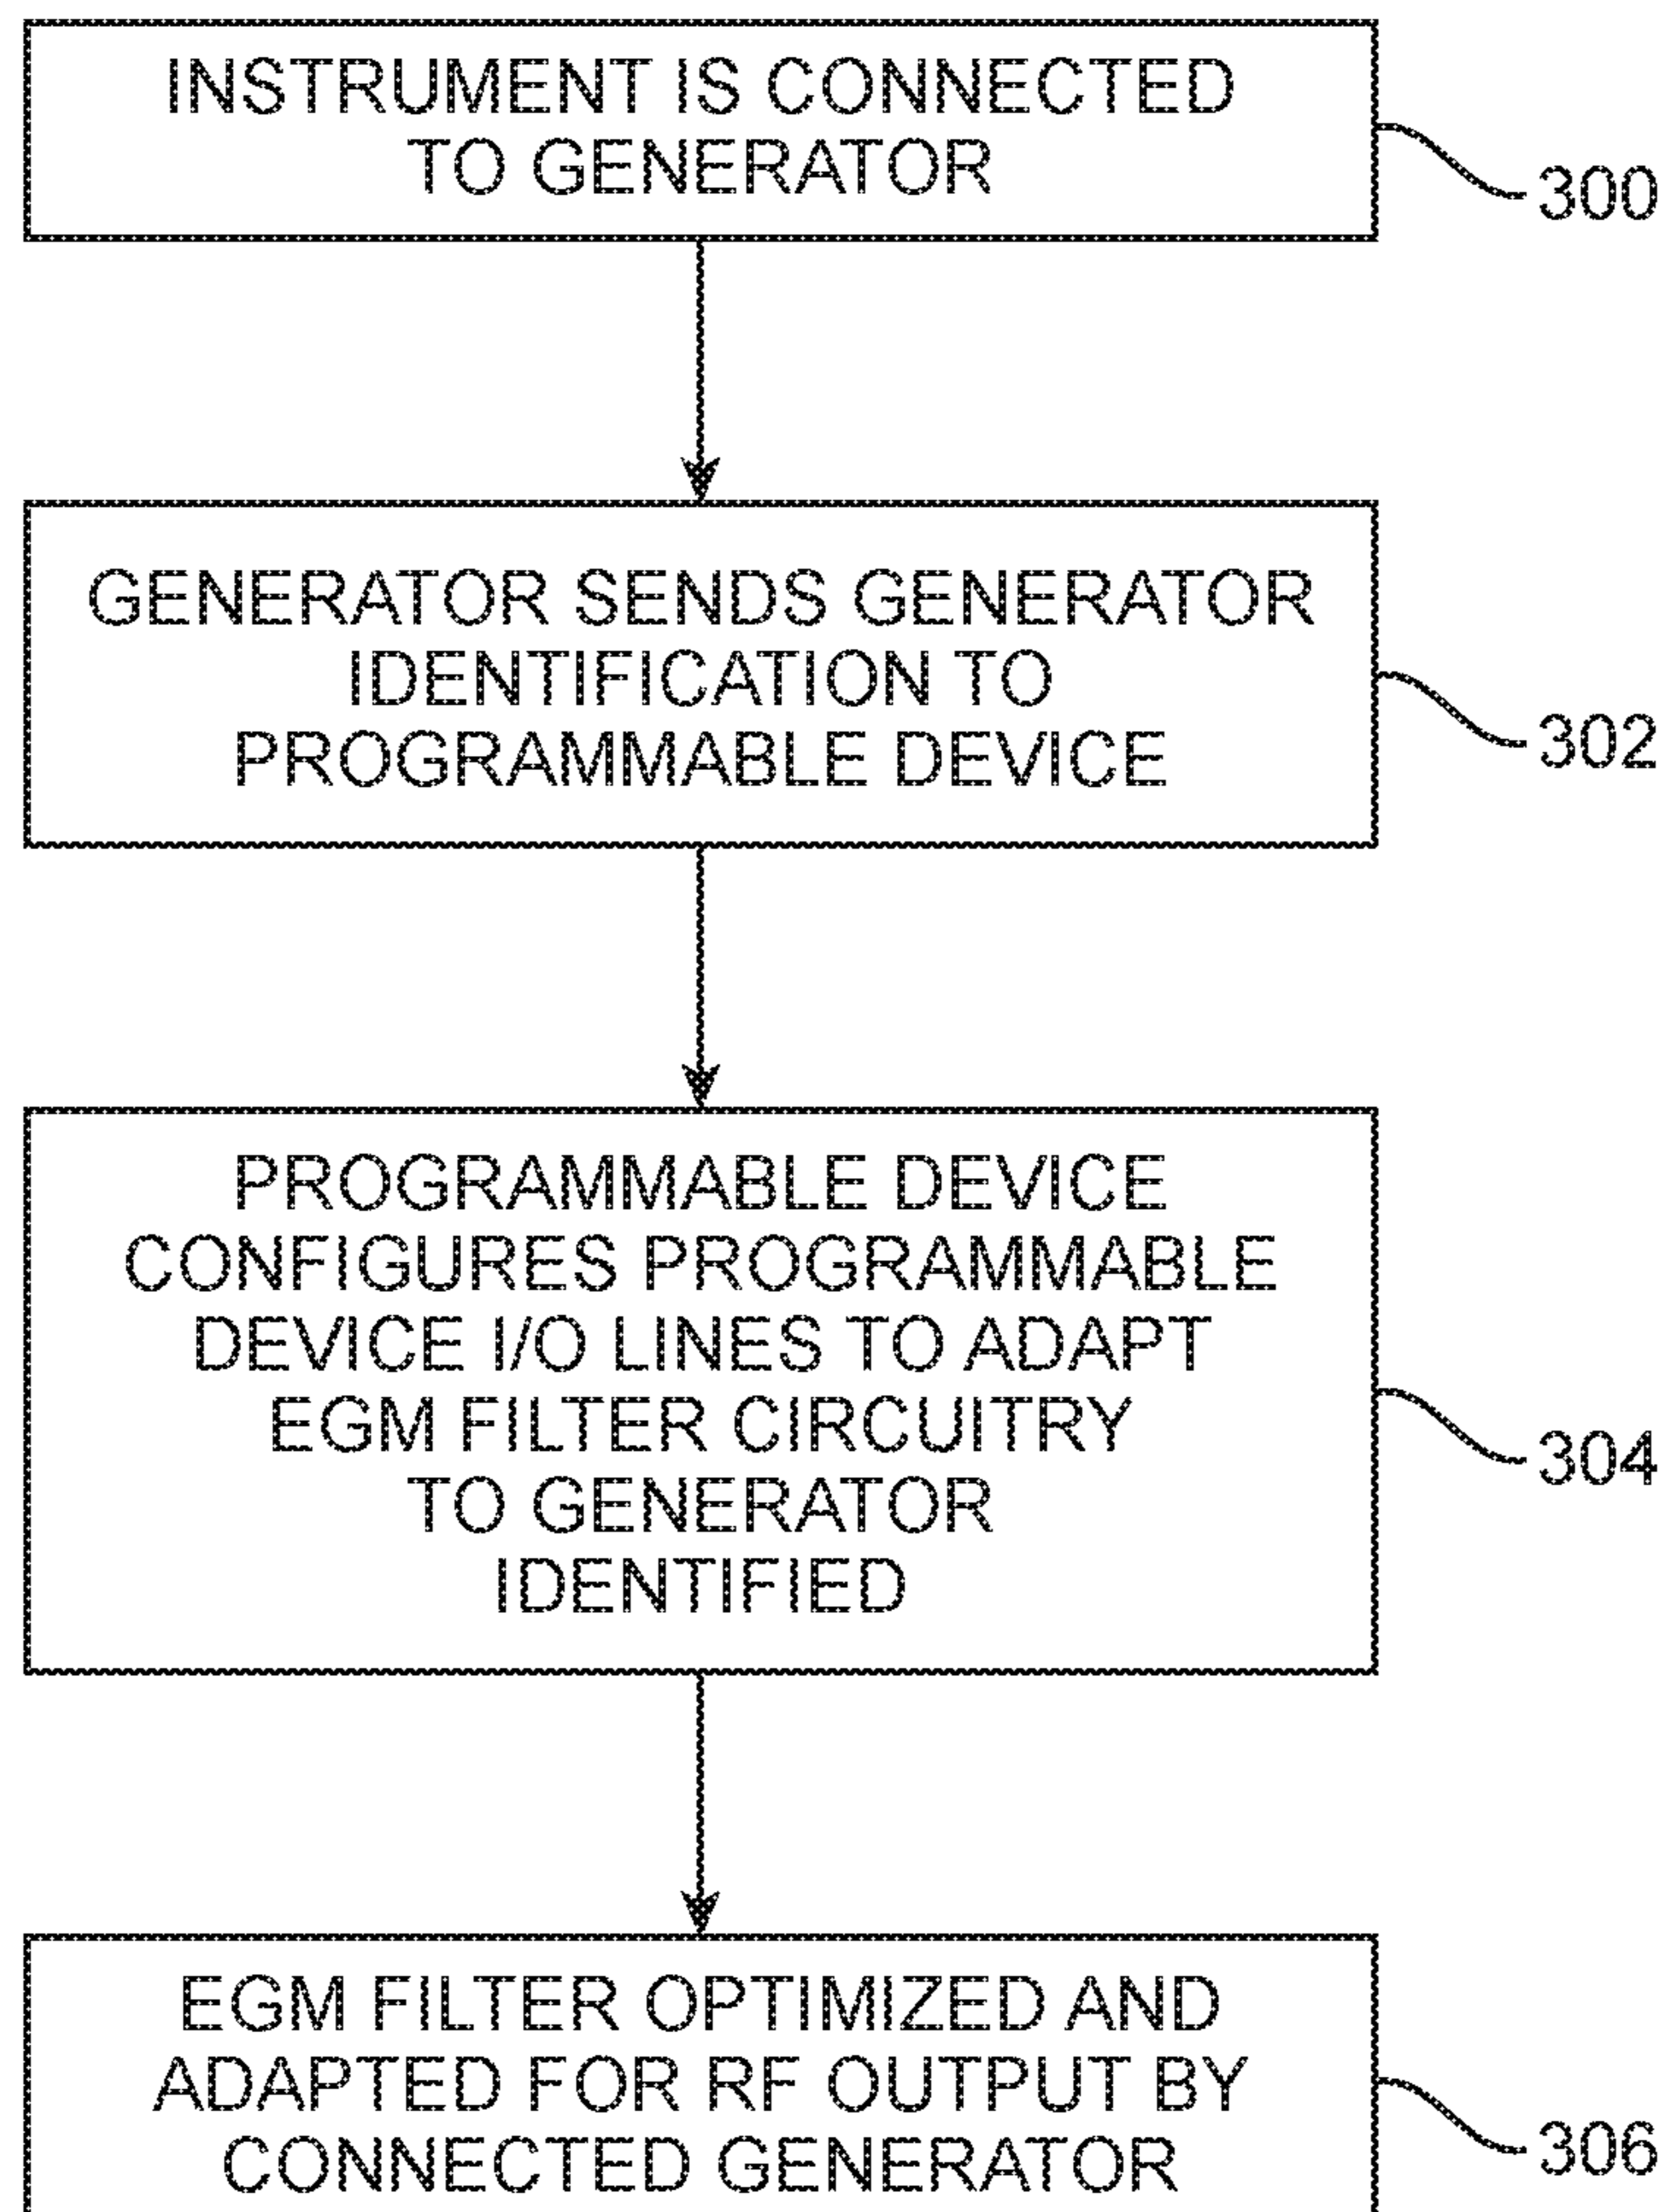 INSTRUMENT IS CONNECTED
TO GENERATOR
300
GENERATOR SENDS GENERATOR
IDENTIFICATION TO
PROGRAMMABLE DEVICE
302
PROGRAMMABLE DEVICE
CONFIGURES PROGRAMMABLE
DEVICE I/O LINES TO ADAPT
EGM FILTER CIRCUITRY
TO GENERATOR
IDENTIFIED
304
EGM FILTER OPTIMIZED AND
ADAPTED FOR RF OUTPUT BY
CONNECTED GENERATOR
306